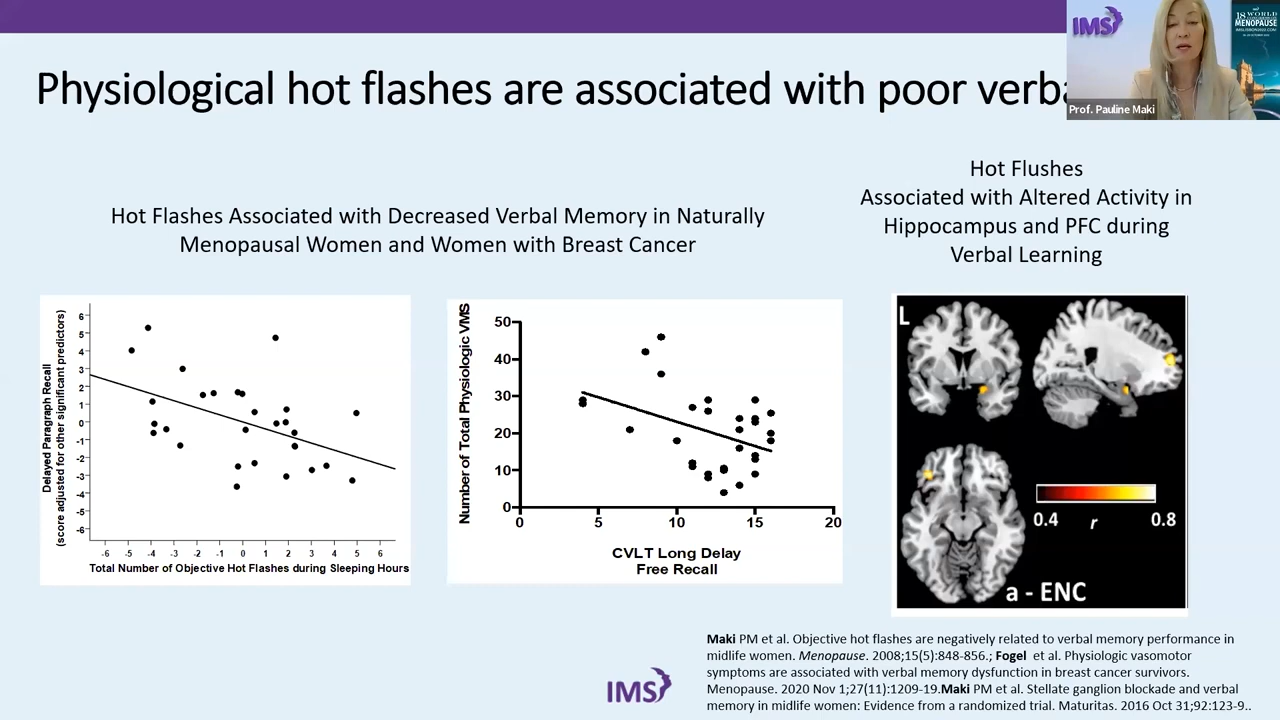 IMS
18 WORLD
MENOPAUSE
Prof. Pauline Maki
Physiological hot flashes are associated with poor verba
Hot Flashes Associated with Decreased Verbal Memory in Naturally
Menopausal Women and Women with Breast Cancer
Hot Flushes
Associated with Altered Activity in
Hippocampus and PFC during
Verbal Learning
Delayed Paragraph Recall
(score adjusted for other significant predictors)
6
5
4
3
2
1
0
-1
-2
-3
-4
-5
-6
-6 -5 -4 -3 -2 -1 0 1 2 3 4 5 6
Total Number of Objective Hot Flashes during Sleeping Hours
Number of Total Physiologic VMS
50
40
30
20
10
0
0 5 10 15 20
CVLT Long Delay
Free Recall
L
0.4 r 0.8
a - ENC
Maki PM et al. Objective hot flashes are negatively related to verbal memory performance in
midlife women. Menopause. 2008;15(5):848-856.; Fogel et al. Physiologic vasomotor
symptoms are associated with verbal memory dysfunction in breast cancer survivors.
Menopause. 2020 Nov 1;27(11):1209-19.Maki PM et al. Stellate ganglion blockade and verbal
memory in midlife women: Evidence from a randomized trial. Maturitas. 2016 Oct 31;92:123-9..
IMS